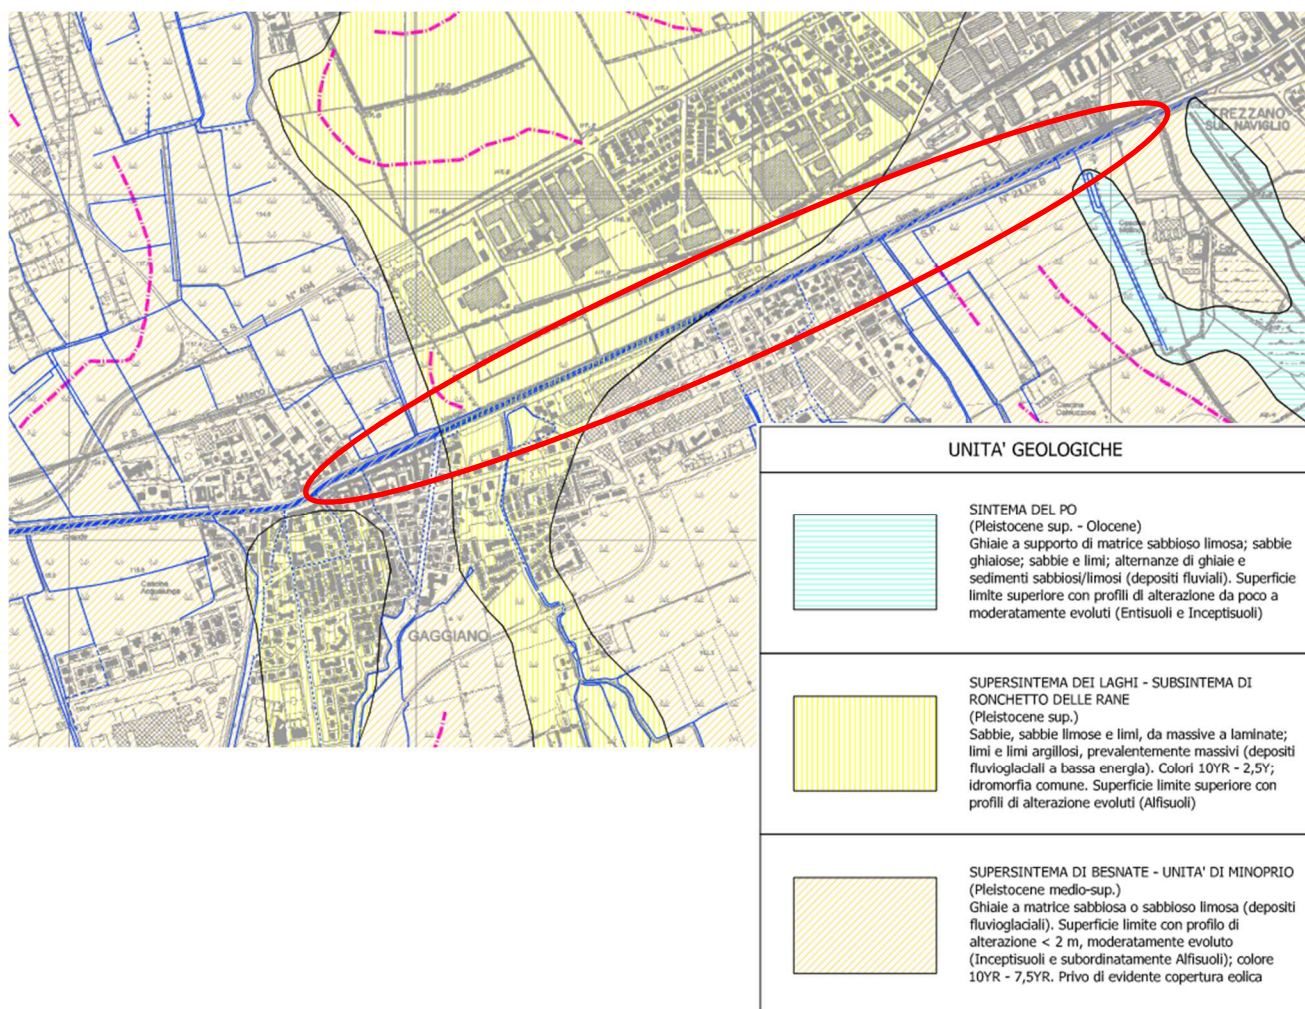 TREZZANO
SUL NAVIGLIO
N° 494
S.S.
S.P.
GAGGIANO
UNITA' GEOLOGICHE
SINTEMA DEL PO
(Pleistocene sup. - Olocene)
Ghiaie a supporto di matrice sabbioso limosa; sabbie
ghiaiose; sabbie e limi; alternanze di ghiaie e
sedimenti sabbiosi/limosi (depositi fluviali). Superficie
limite superiore con profili di alterazione da poco a
moderatamente evoluti (Entisuoli e Inceptisuoli)
SUPERSINTEMA DEI LAGHI - SUBSINTEMA DI
RONCHETTO DELLE RANE
(Pleistocene sup.)
Sabbie, sabbie limose e limi, da massive a laminate;
limi e limi argillosi, prevalentemente massivi (depositi
fluvioglaciali a bassa energia). Colori 10YR - 2,5Y;
idromorfia comune. Superficie limite superiore con
profili di alterazione evoluti (Alfisuoli)
SUPERSINTEMA DI BESNATE - UNITA' DI MINOPRIO
(Pleistocene medio-sup.)
Ghiaie a matrice sabbiosa o sabbioso limosa (depositi
fluvioglaciali). Superficie limite con profilo di
alterazione < 2 m, moderatamente evoluto
(Inceptisuoli e subordinatamente Alfisuoli); colore
10YR - 7,5YR. Privo di evidente copertura eolica